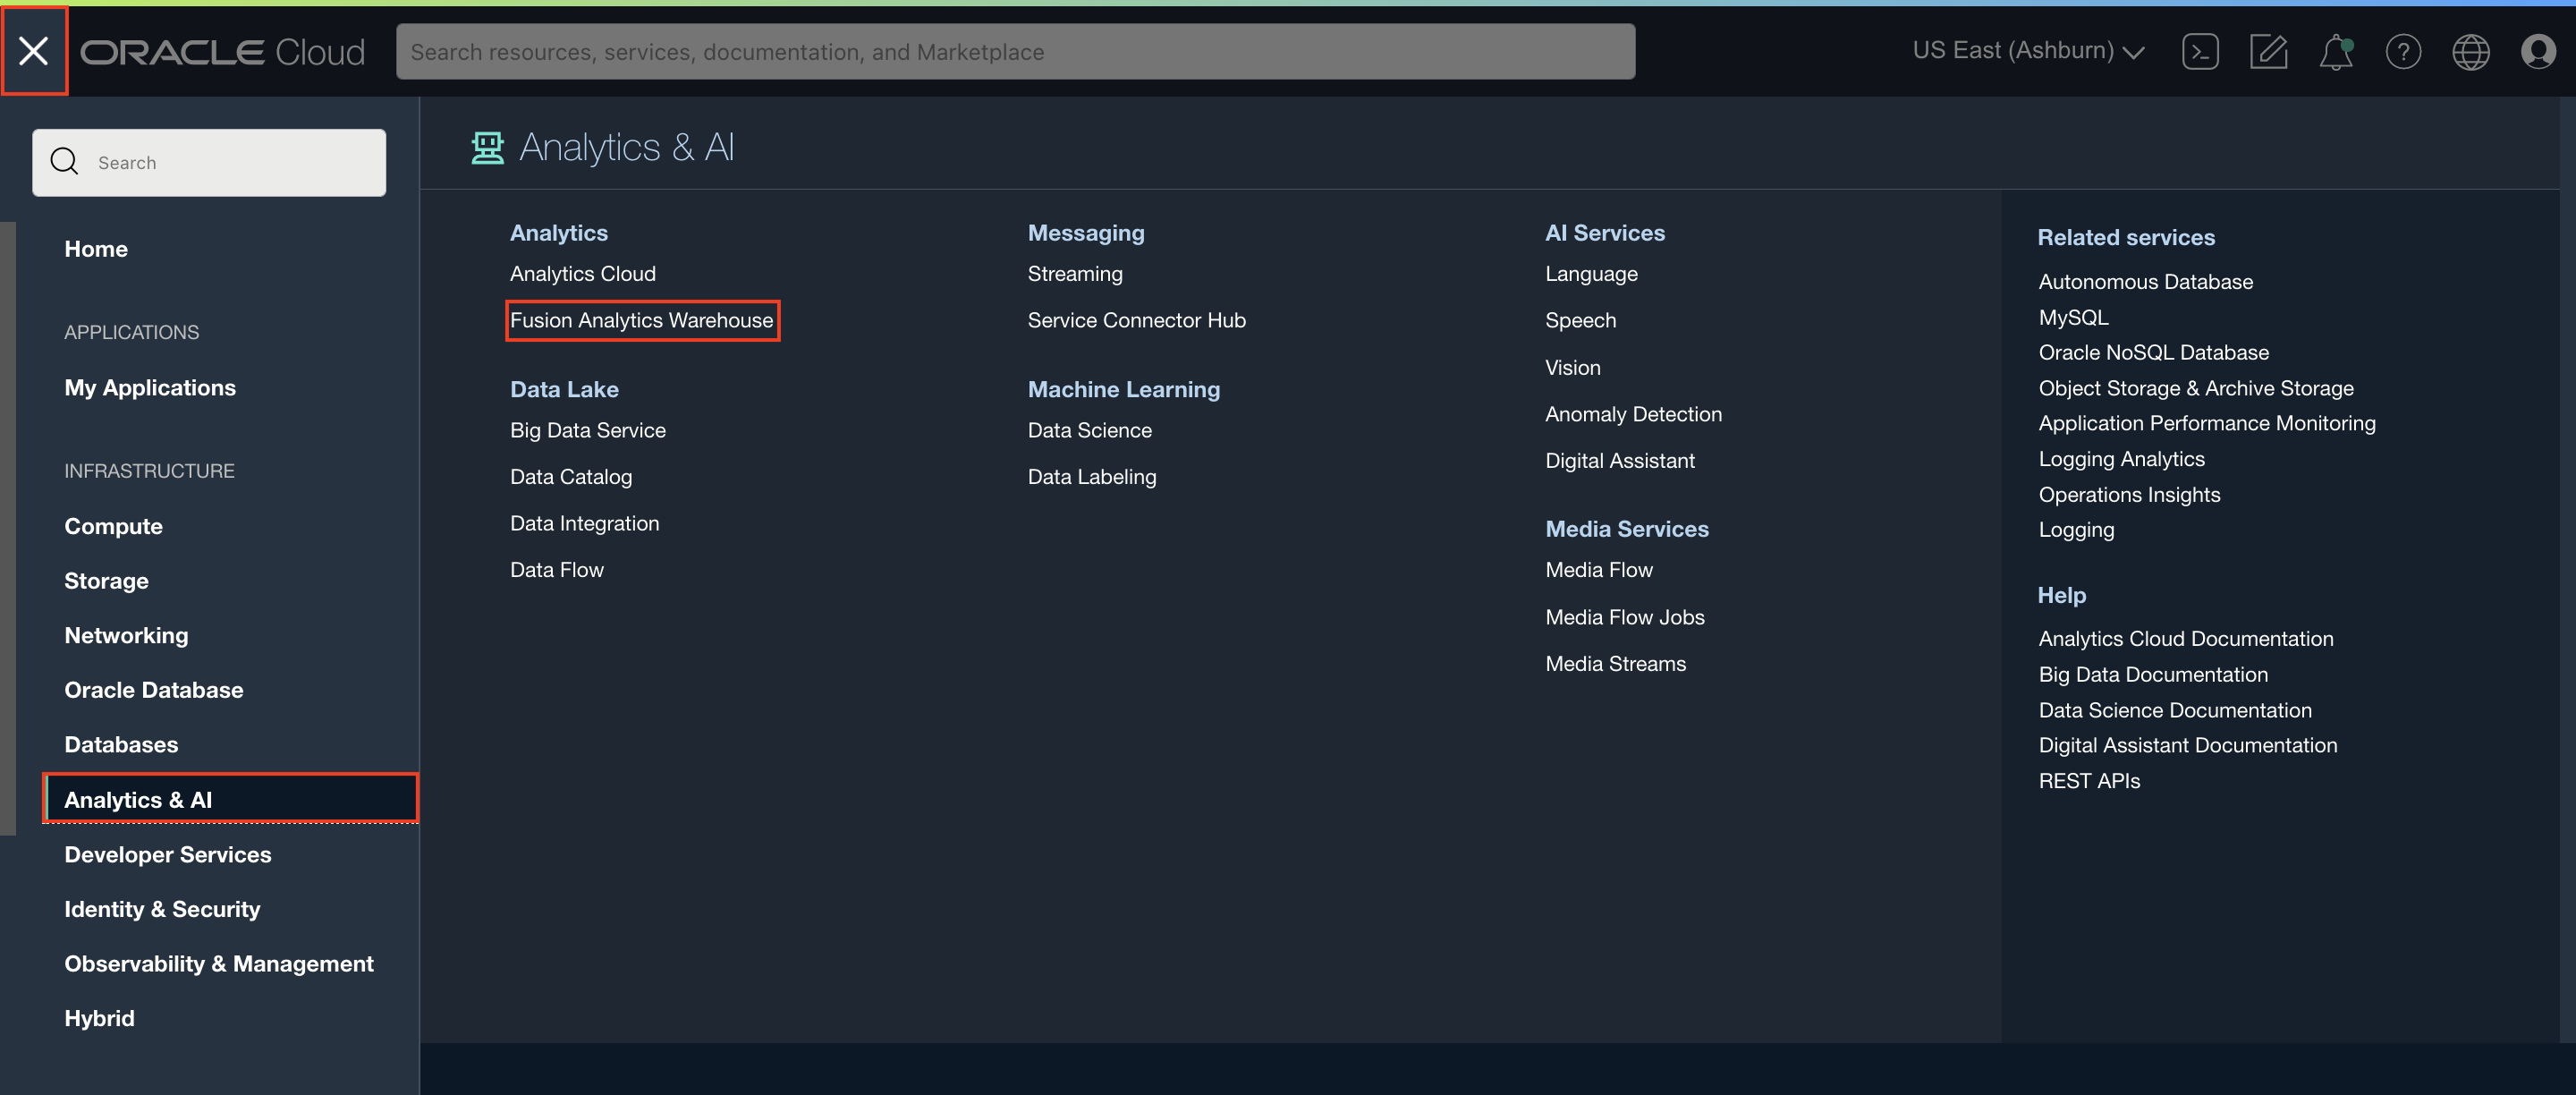 ORACLE Cloud
Search resources, services, documentation, and Marketplace
US East (Ashburn)
Search
Home
APPLICATIONS
My Applications
INFRASTRUCTURE
Compute
Storage
Networking
Oracle Database
Databases
Analytics & AI
Developer Services
Identity & Security
Observability & Management
Hybrid
Analytics & AI
Analytics
Analytics Cloud
Fusion Analytics Warehouse
Data Lake
Big Data Service
Data Catalog
Data Integration
Data Flow
Messaging
Streaming
Service Connector Hub
Machine Learning
Data Science
Data Labeling
AI Services
Language
Speech
Vision
Anomaly Detection
Digital Assistant
Media Services
Media Flow
Media Flow Jobs
Media Streams
Related services
Autonomous Database
MySQL
Oracle NoSQL Database
Object Storage & Archive Storage
Application Performance Monitoring
Logging Analytics
Operations Insights
Logging
Help
Analytics Cloud Documentation
Big Data Documentation
Data Science Documentation
Digital Assistant Documentation
REST APIs